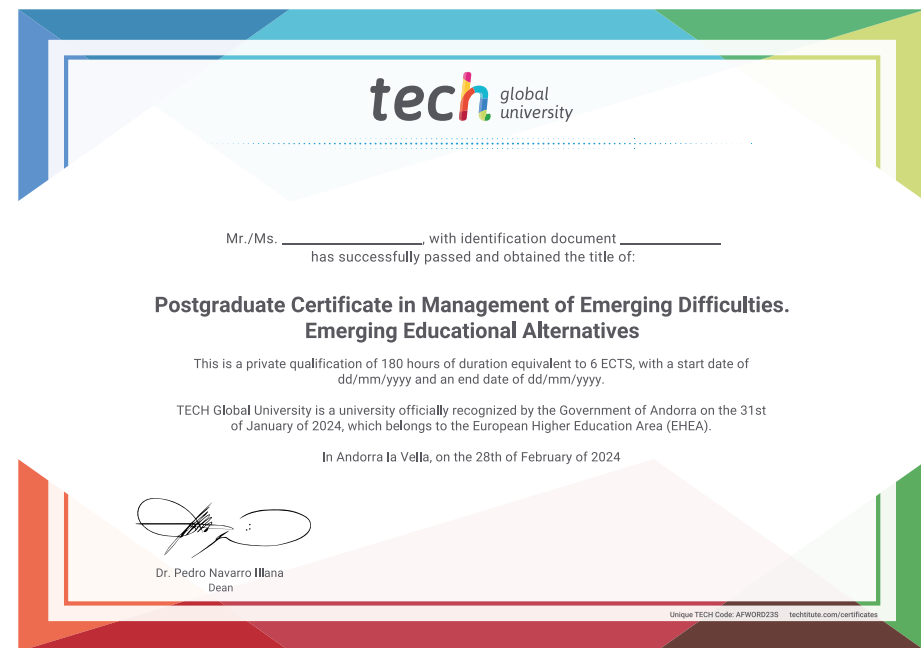 tech global
university
Mr./Ms. ____________________, with identification document ______________
has successfully passed and obtained the title of:
Postgraduate Certificate in Management of Emerging Difficulties.
Emerging Educational Alternatives
This is a private qualification of 180 hours of duration equivalent to 6 ECTS, with a start date of
dd/mm/yyyy and an end date of dd/mm/yyyy.
TECH Global University is a university officially recognized by the Government of Andorra on the 31st
of January of 2024, which belongs to the European Higher Education Area (EHEA).
In Andorra la Vella, on the 28th of February of 2024
Dr. Pedro Navarro Illana
Dean
Unique TECH Code: AFWORD23S techtitute.com/certificates